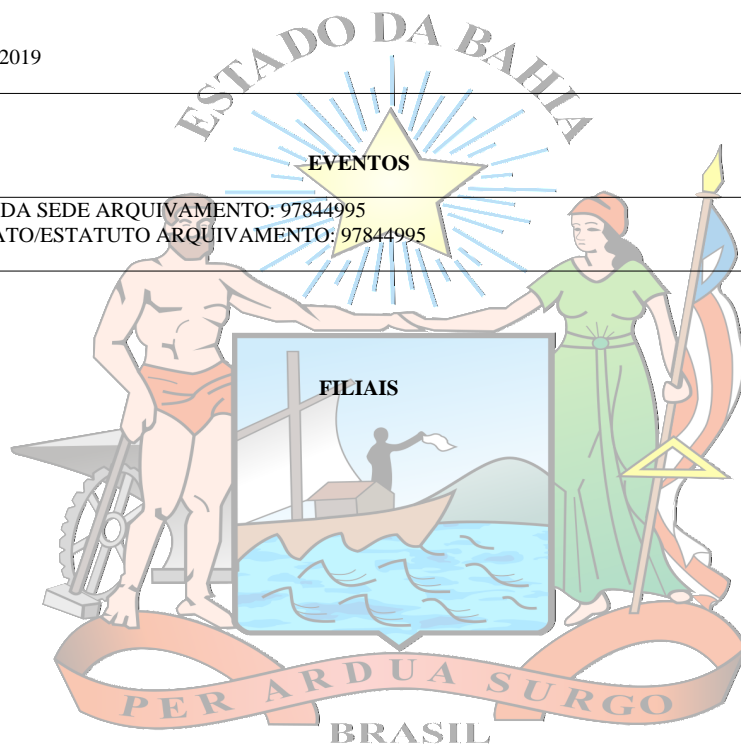 ESTADO DA BAHIA
2019
EVENTOS
DA SEDE ARQUIVAMENTO: 97844995
ATO/ESTATUTO ARQUIVAMENTO: 97844995
FILIAIS
PER ARDUA SURGO
BRASIL